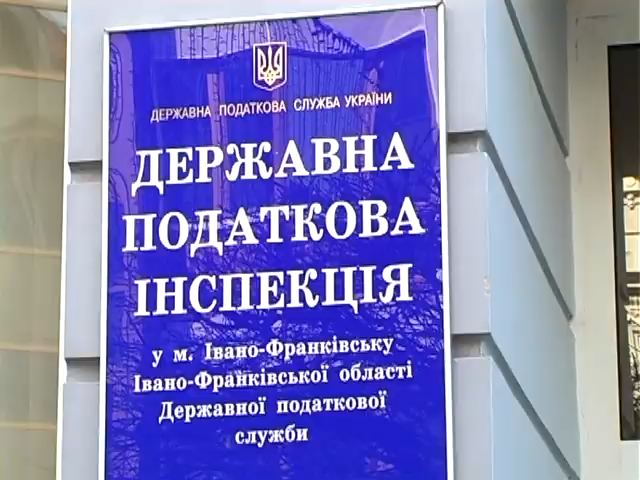 ДЕРЖАВНА ПОДАТКОВА СЛУЖБА УКРАЇНИ
ДЕРЖАВНА
ПОДАТКОВА
ІНСПЕКЦІЯ
у м. Івано-Франківську
Івано-Франківської області
Державної податкової
служби